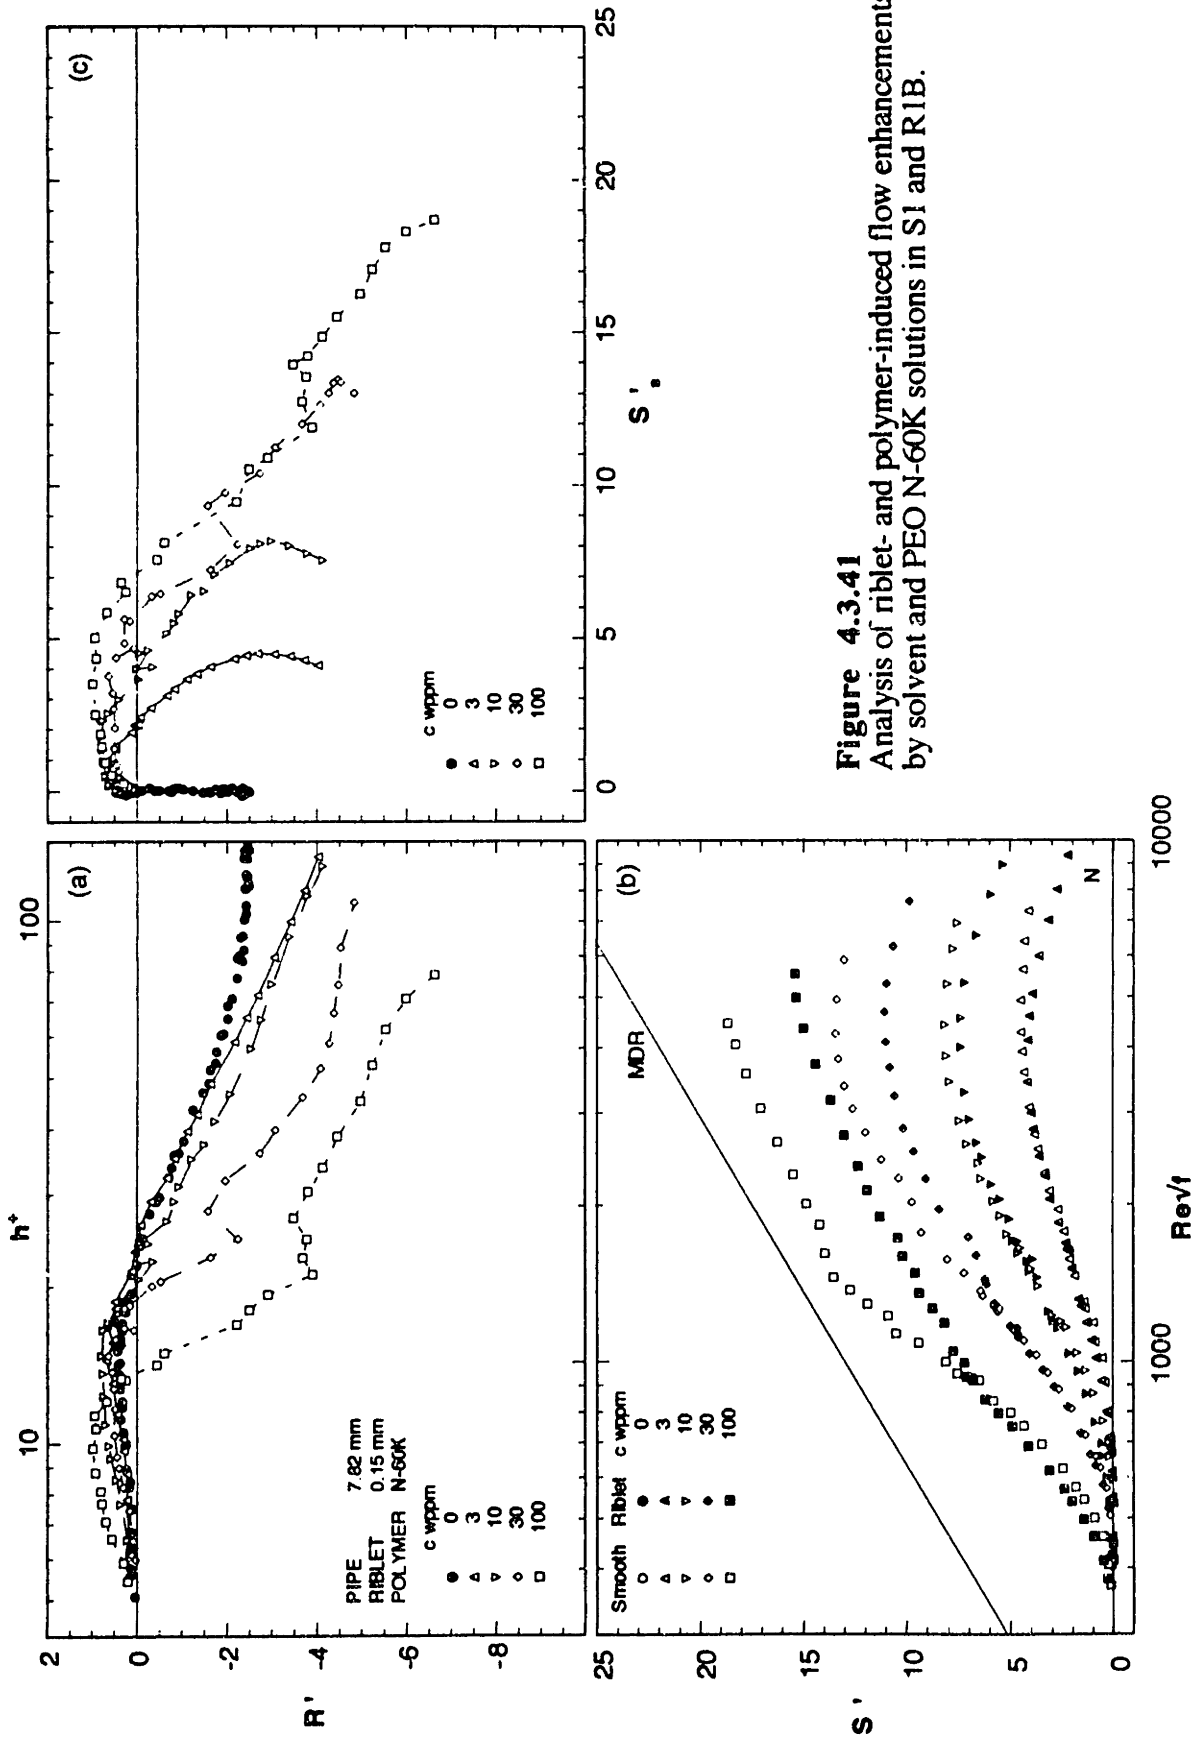 h⁺
10 100
(a)
2
0
-2
-4
-6
-8
R '
PIPE 7.82 mm
RIBLET 0.15 mm
POLYMER N-60K
c wppm
0
3
10
30
100
(c)
c wppm
0
3
10
30
100
0 5 10 15 20 25
S 's
(b)
25
20
15
10
5
0
S '
Smooth Riblet c wppm
0
3
10
30
100
MDR
N
1000 10000
Re√f
Figure 4.3.41
Analysis of riblet- and polymer-induced flow enhancements
by solvent and PEO N-60K solutions in S1 and R1B.